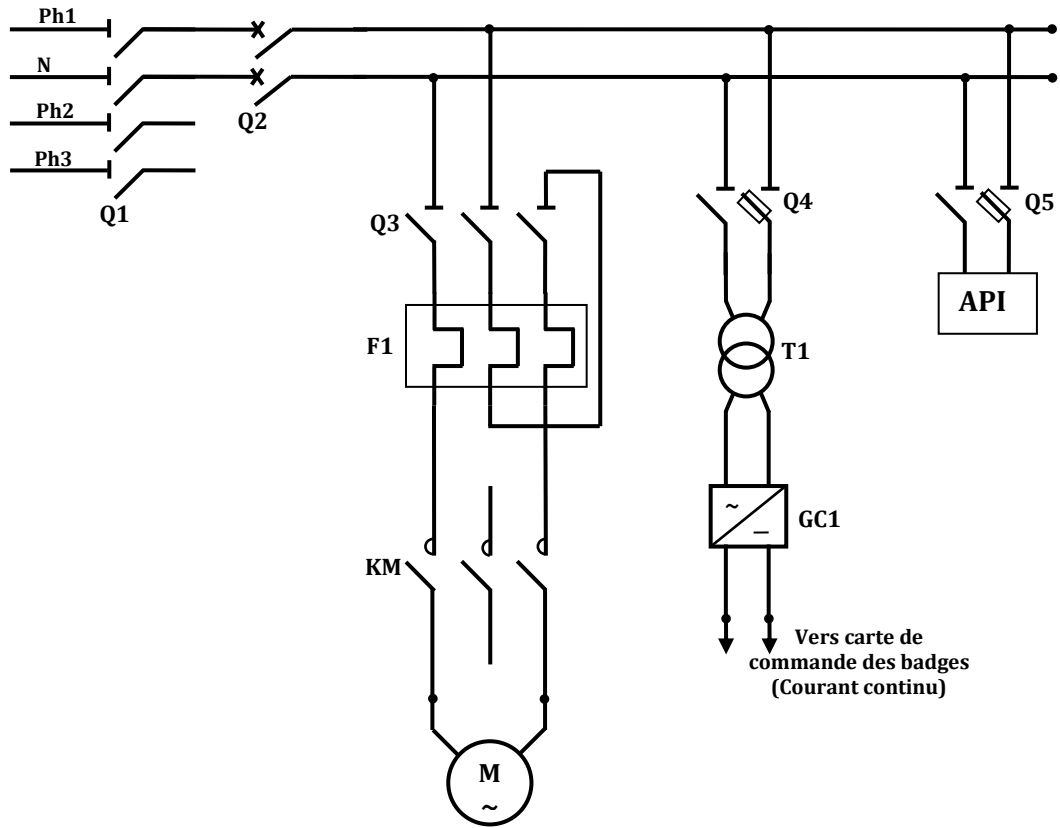 Ph1
N
Ph2
Ph3
Q1
Q2
Q3
Q4
Q5
F1
T1
API
GC1
~
–
KM
Vers carte de
commande des badges
(Courant continu)
M
~